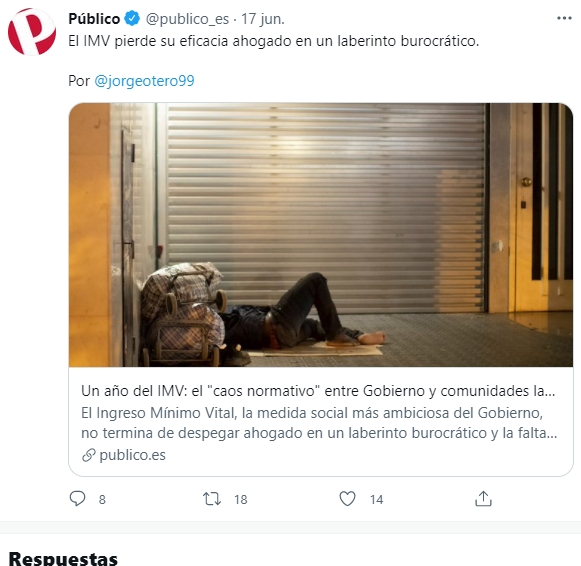 Público @publico_es · 17 jun.
El IMV pierde su eficacia ahogado en un laberinto burocrático.
Por @jorgeotero99
Un año del IMV: el "caos normativo" entre Gobierno y comunidades la...
El Ingreso Mínimo Vital, la medida social más ambiciosa del Gobierno,
no termina de despegar ahogado en un laberinto burocrático y la falta...
publico.es
8 18 14
Respuestas